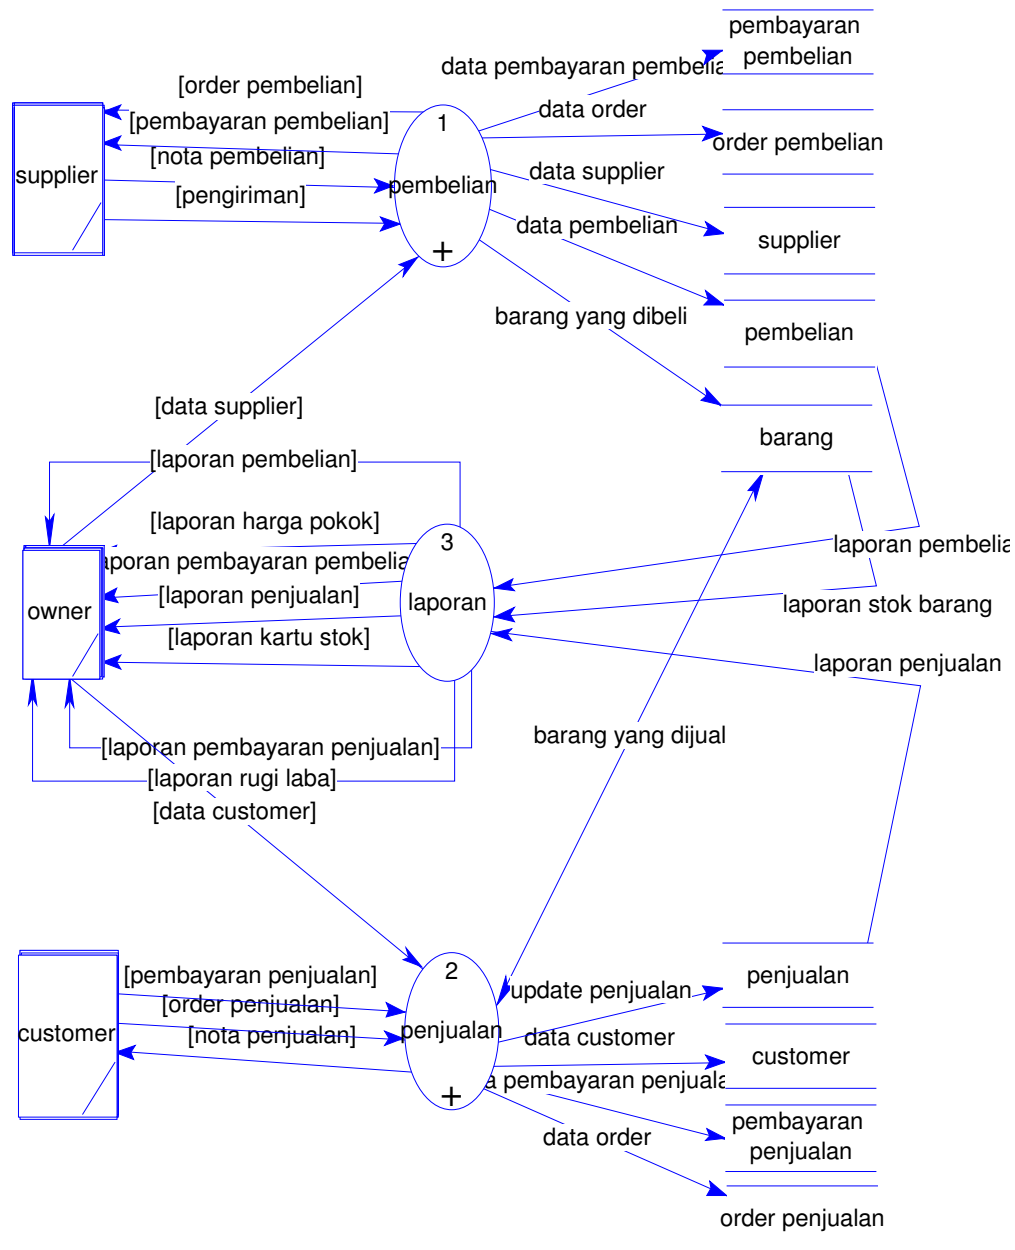 pembayaran
pembelian
data pembayaran pembelia
[order pembelian]
data order
[pembayaran pembelian]
1
order pembelian
[nota pembelian]
supplier
data supplier
pembelian
[pengiriman]
data pembelian
supplier
+
barang yang dibeli
pembelian
[data supplier]
barang
[laporan pembelian]
[laporan harga pokok]
3
laporan pembelia
aporan pembayaran pembelia
[laporan penjualan]
laporan
laporan stok barang
owner
[laporan kartu stok]
laporan penjualan
barang yang dijual
[laporan pembayaran penjualan]
[laporan rugi laba]
[data customer]
2
[pembayaran penjualan]
penjualan
update penjualan
[order penjualan]
customer
[nota penjualan]
penjualan
data customer
customer
a pembayaran penjuala
+
pembayaran
penjualan
data order
order penjualan